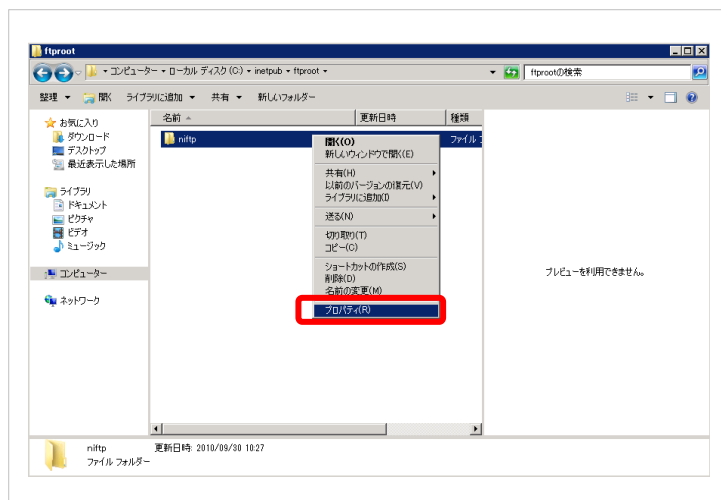 ftproot
コンピューター ▾ ローカル ディスク (C:) ▾ inetpub ▾ ftproot ▾
ftprootの検索
整理 ▾ 開く ライブラリに追加 ▾ 共有 ▾ 新しいフォルダー
お気に入り
ダウンロード
デスクトップ
最近表示した場所
ライブラリ
ドキュメント
ピクチャ
ビデオ
ミュージック
コンピューター
ネットワーク
名前 更新日時 種類
niftp ファイル
開く(O)
新しいウィンドウで開く(E)
共有(H)
以前のバージョンの復元(V)
ライブラリに追加(I)
送る(N)
切り取り(T)
コピー(C)
ショートカットの作成(S)
削除(D)
名前の変更(M)
プロパティ(R)
プレビューを利用できません。
niftp 更新日時: 2010/09/30 10:27
ファイル フォルダー